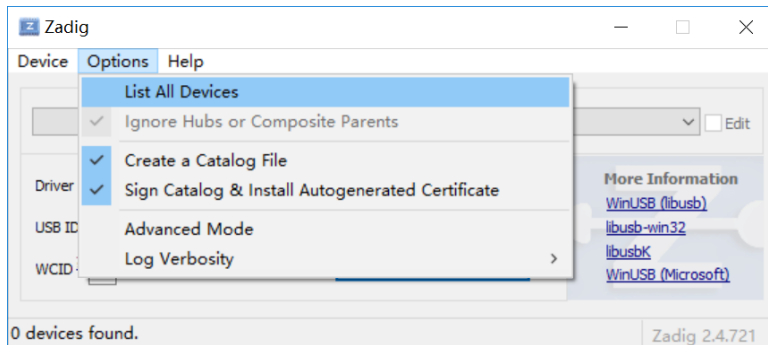 Zadig
Device Options Help
List All Devices
Ignore Hubs or Composite Parents
Edit
Create a Catalog File
Driver
Sign Catalog & Install Autogenerated Certificate
More Information
WinUSB (libusb)
USB ID
Advanced Mode
libusb-win32
Log Verbosity
libusbK
WCID
WinUSB (Microsoft)
0 devices found.
Zadig 2.4.721